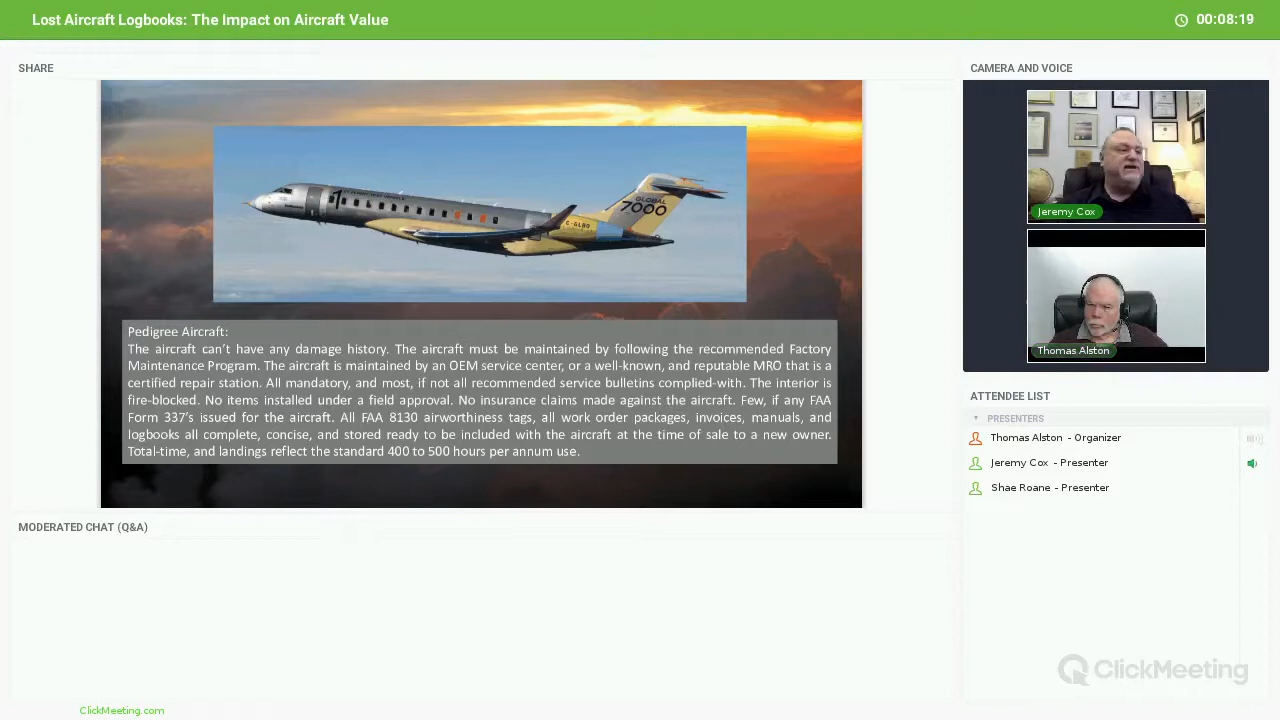 Lost Aircraft Logbooks: The Impact on Aircraft Value
00:08:19
SHARE
CAMERA AND VOICE
GLOBAL
7000
C-GLBO
Pedigree Aircraft:
The aircraft can't have any damage history. The aircraft must be maintained by following the recommended Factory
Maintenance Program. The aircraft is maintained by an OEM service center, or a well-known, and reputable MRO that is a
certified repair station. All mandatory, and most, if not all recommended service bulletins complied-with. The interior is
fire-blocked. No items installed under a field approval. No insurance claims made against the aircraft. Few, if any FAA
Form 337's issued for the aircraft. All FAA 8130 airworthiness tags, all work order packages, invoices, manuals, and
logbooks all complete, concise, and stored ready to be included with the aircraft at the time of sale to a new owner.
Total-time, and landings reflect the standard 400 to 500 hours per annum use.
Jeremy Cox
Thomas Alston
ATTENDEE LIST
PRESENTERS
Thomas Alston - Organizer
Jeremy Cox - Presenter
Shae Roane - Presenter
MODERATED CHAT (Q&A)
ClickMeeting
ClickMeeting.com